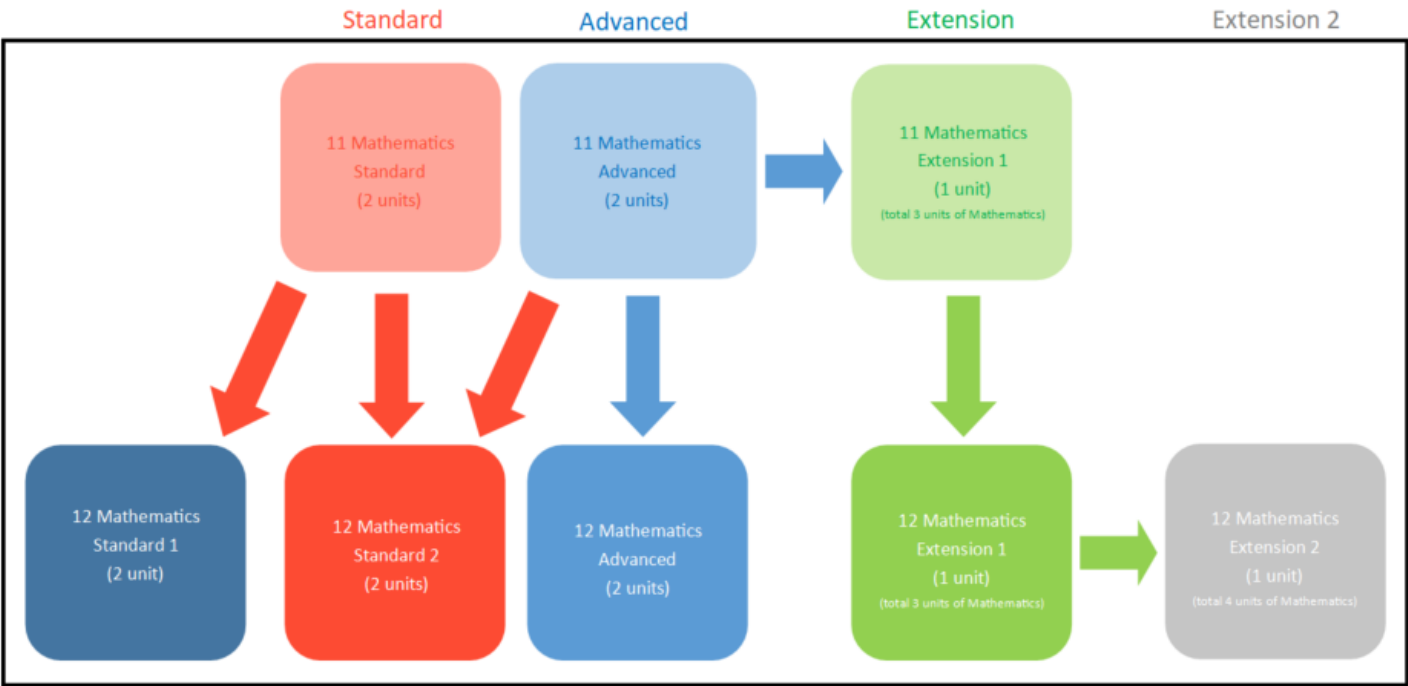 Standard
Advanced
Extension
Extension 2
11 Mathematics
Standard
(2 units)
11 Mathematics
Advanced
(2 units)
11 Mathematics
Extension 1
(1 unit)
(total 3 units of Mathematics)
12 Mathematics
Standard 1
(2 unit)
12 Mathematics
Standard 2
(2 units)
12 Mathematics
Advanced
(2 units)
12 Mathematics
Extension 1
(1 unit)
(total 3 units of Mathematics)
12 Mathematics
Extension 2
(1 unit)
(total 4 units of Mathematics)